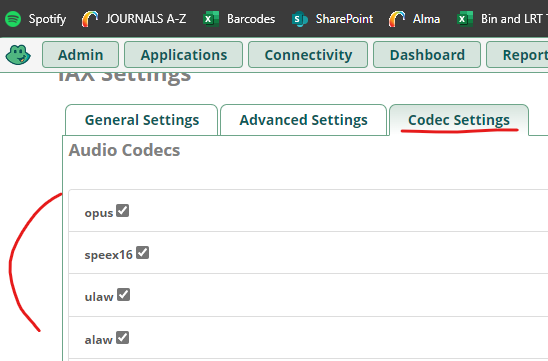 Spotify JOURNALS A-Z Barcodes SharePoint Alma Bin and LRT
Admin Applications Connectivity Dashboard Report
IAX Settings
General Settings Advanced Settings Codec Settings
Audio Codecs
opus
speex16
ulaw
alaw